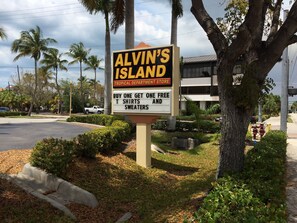 ALVIN'S
ISLAND
TROPICAL DEPARTMENT STORE
BUY ONE GET ONE FREE
T SHIRTS AND
SWEATERS